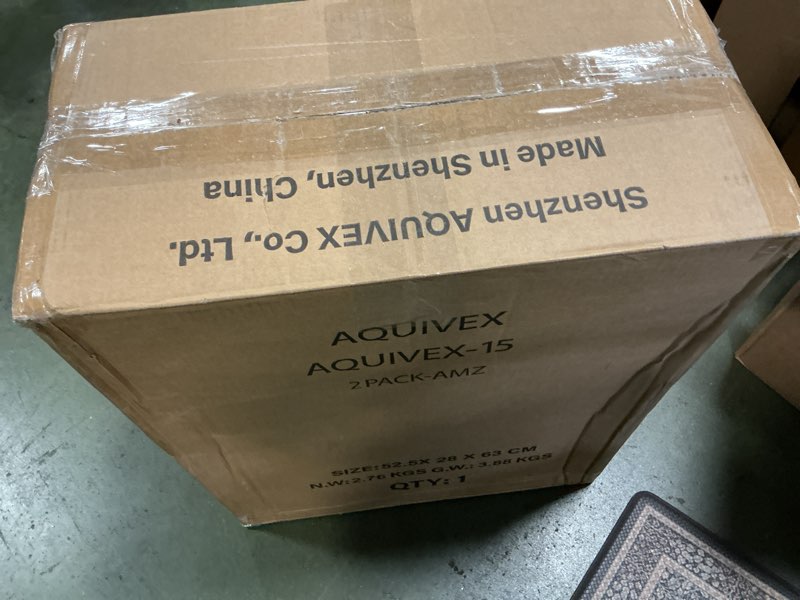 Shenzhen AQUIVEX Co., Ltd.
Made in Shenzhen, China
AQUIVEX
AQUIVEX-15
2 PACK-AMZ
SIZE:52.5X 28 X 63 CM
N.W:2.76 KGS G.W.: 3.88 KGS
QTY: 1